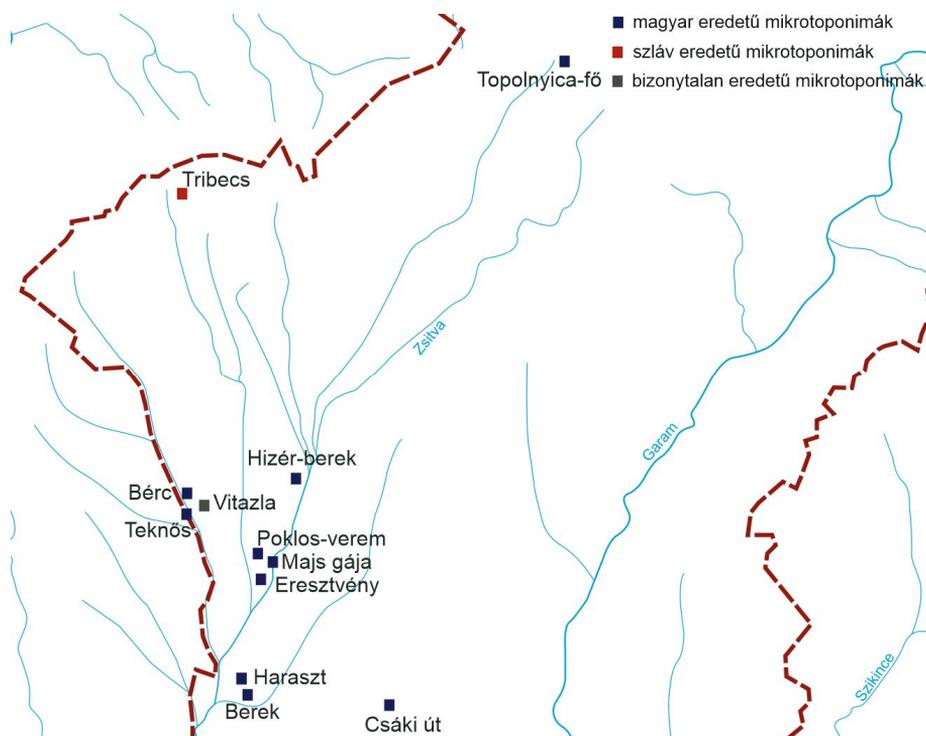 magyar eredetű mikrotoponimák
szláv eredetű mikrotoponimák
bizonytalan eredetű mikrotoponimák
Topolnyica-fő
Tribecs
Zsitva
Garam
Hizér-berek
Bérc
Vitazla
Teknős
Poklos-verem
Majs gája
Eresztvény
Haraszt
Berek
Csáki út
Szikince